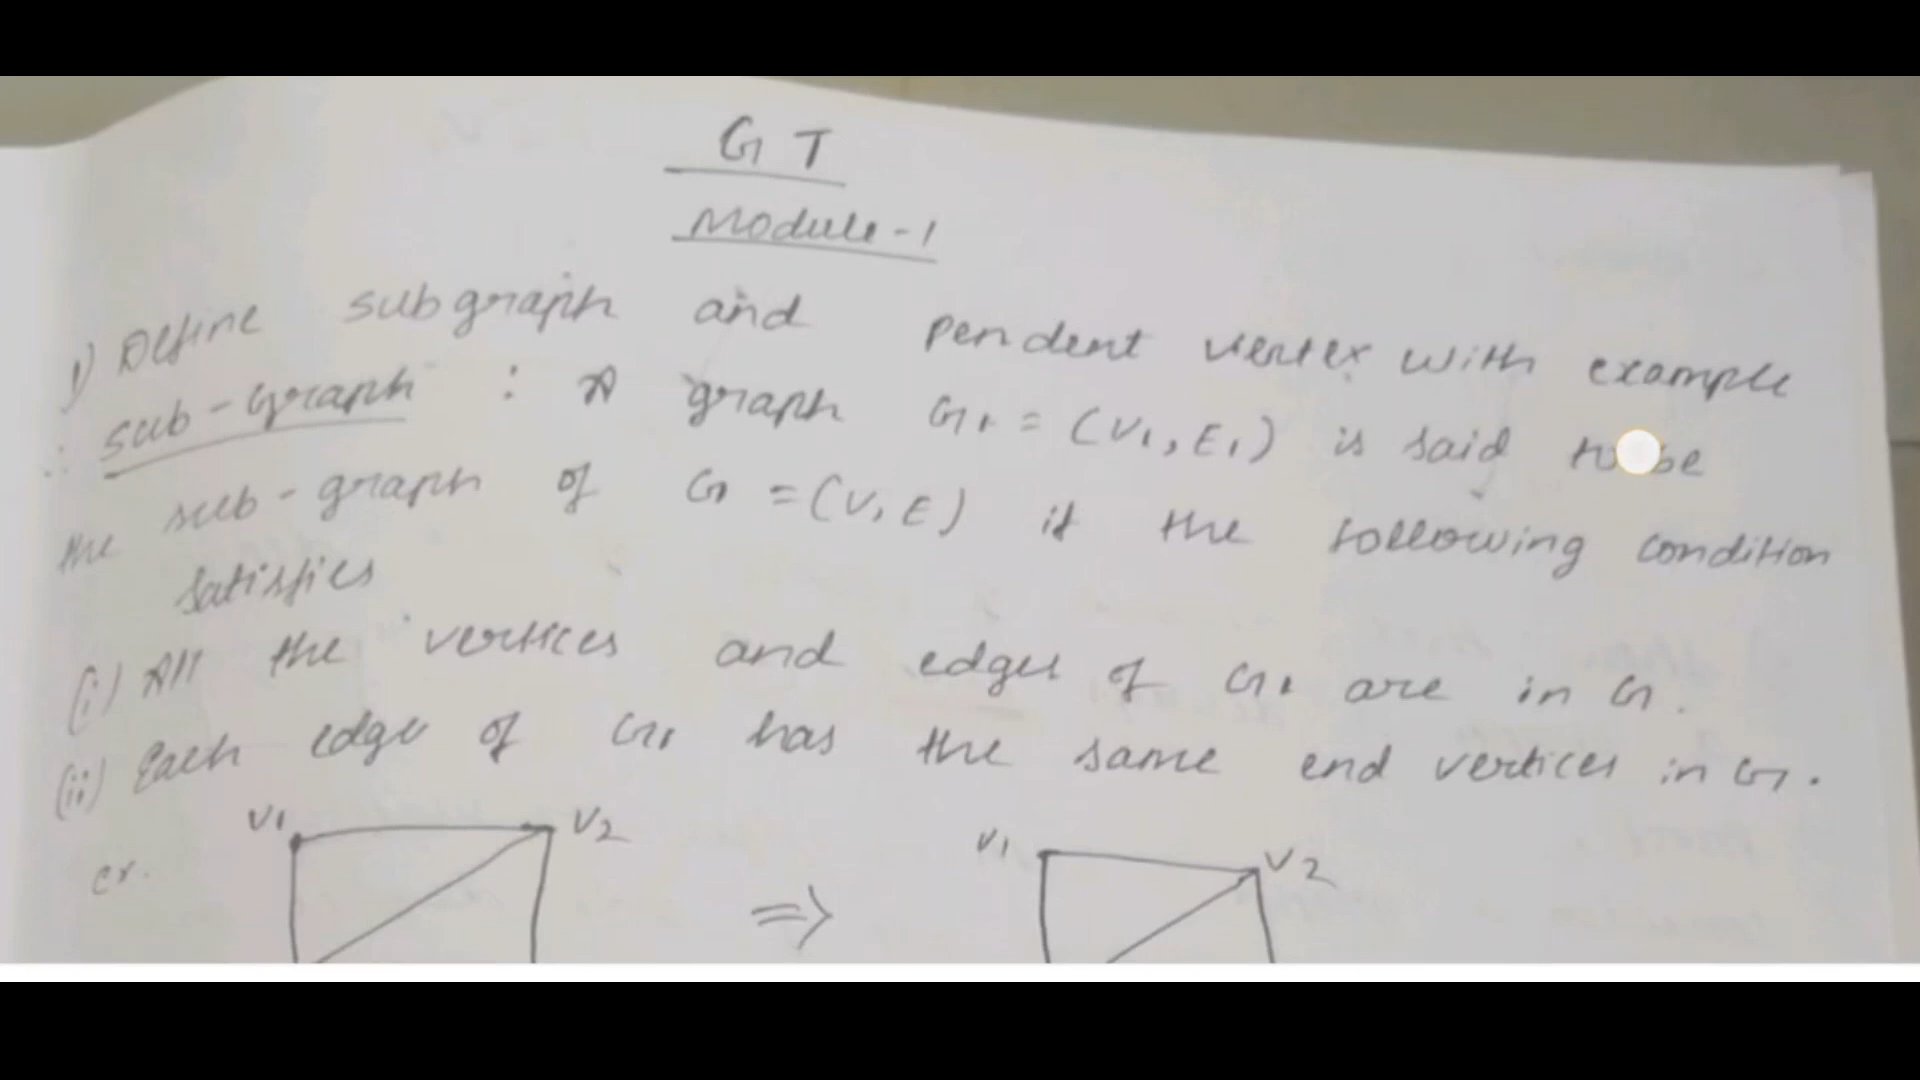 GT
Module-1
1) Define subgraph and pendent vertex with example
∴ Sub-Graph : A graph G1 = (V1, E1) is said to be
the sub-graph of G = (V, E) if the following condition
satisfies
(i) All the vertices and edges of G1 are in G.
(ii) Each edge of G1 has the same end vertices in G.
V1 V2 V1 V2
ex. ⇒